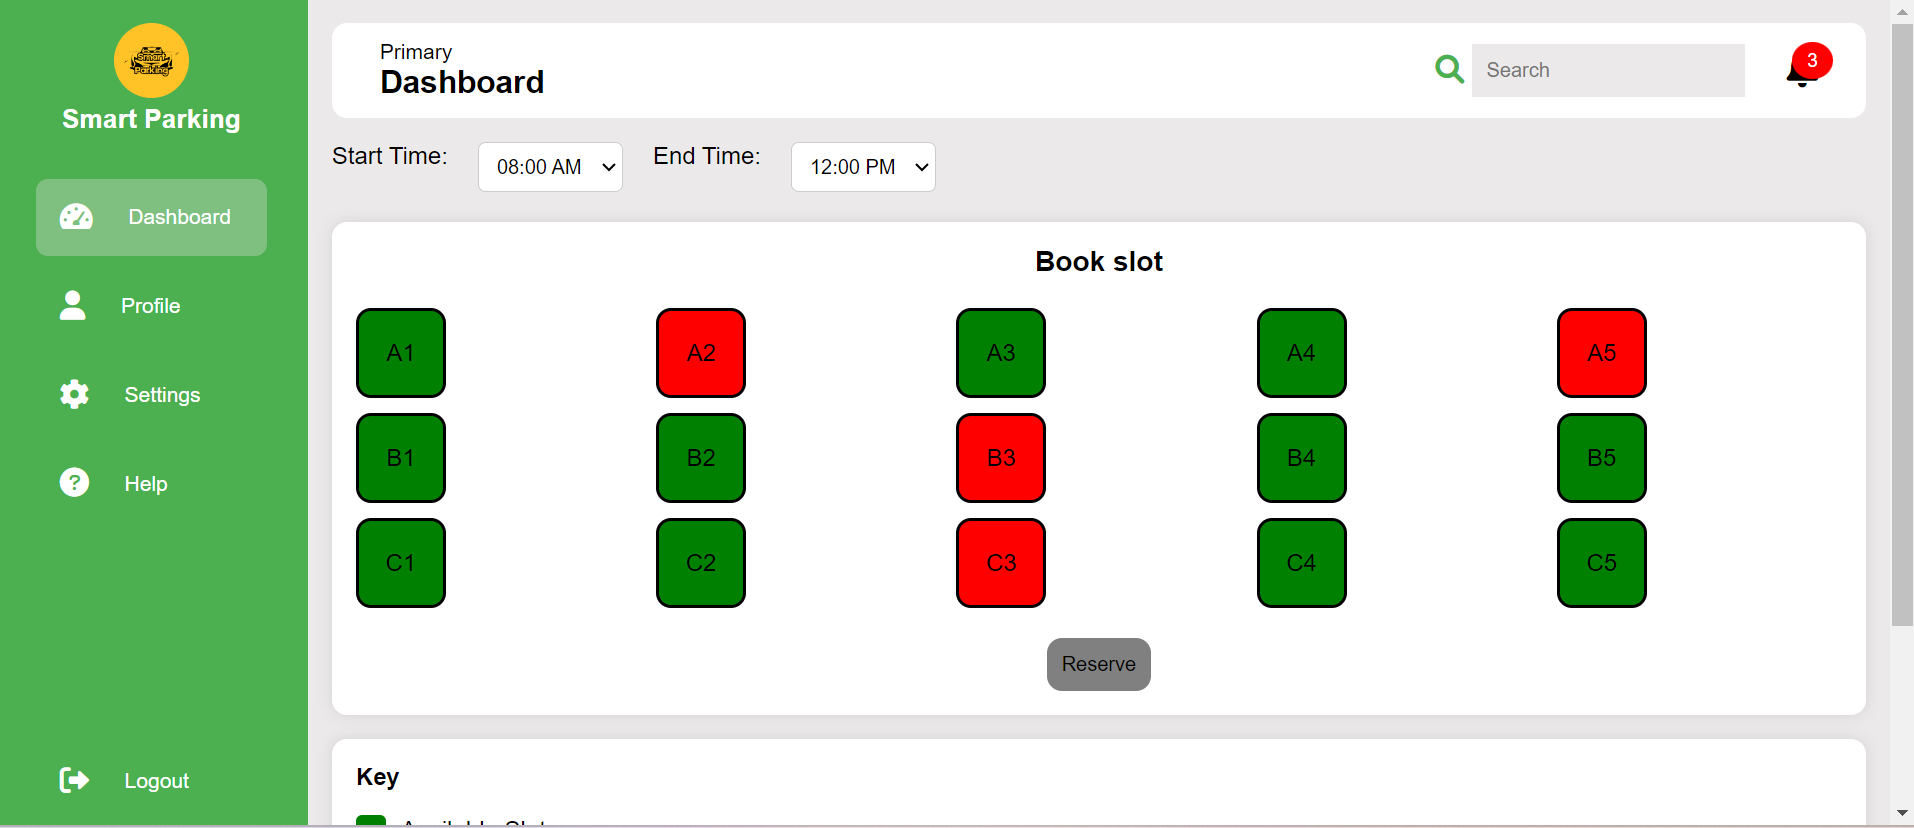 Smart
Parking
Smart Parking
Dashboard
Profile
Settings
Help
Logout
Primary
Dashboard
Search
3
Start Time: 08:00 AM End Time: 12:00 PM
Book slot
A1 A2 A3 A4 A5
B1 B2 B3 B4 B5
C1 C2 C3 C4 C5
Reserve
Key
Available Slot